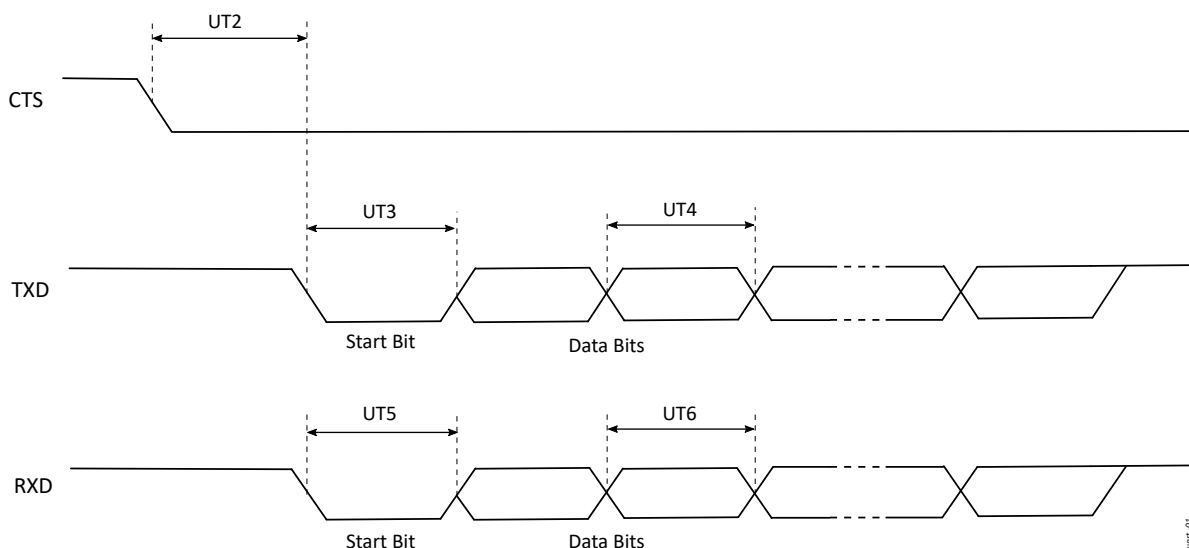 UT2
CTS
UT3
UT4
TXD
Start Bit
Data Bits
UT5
UT6
RXD
Start Bit
Data Bits